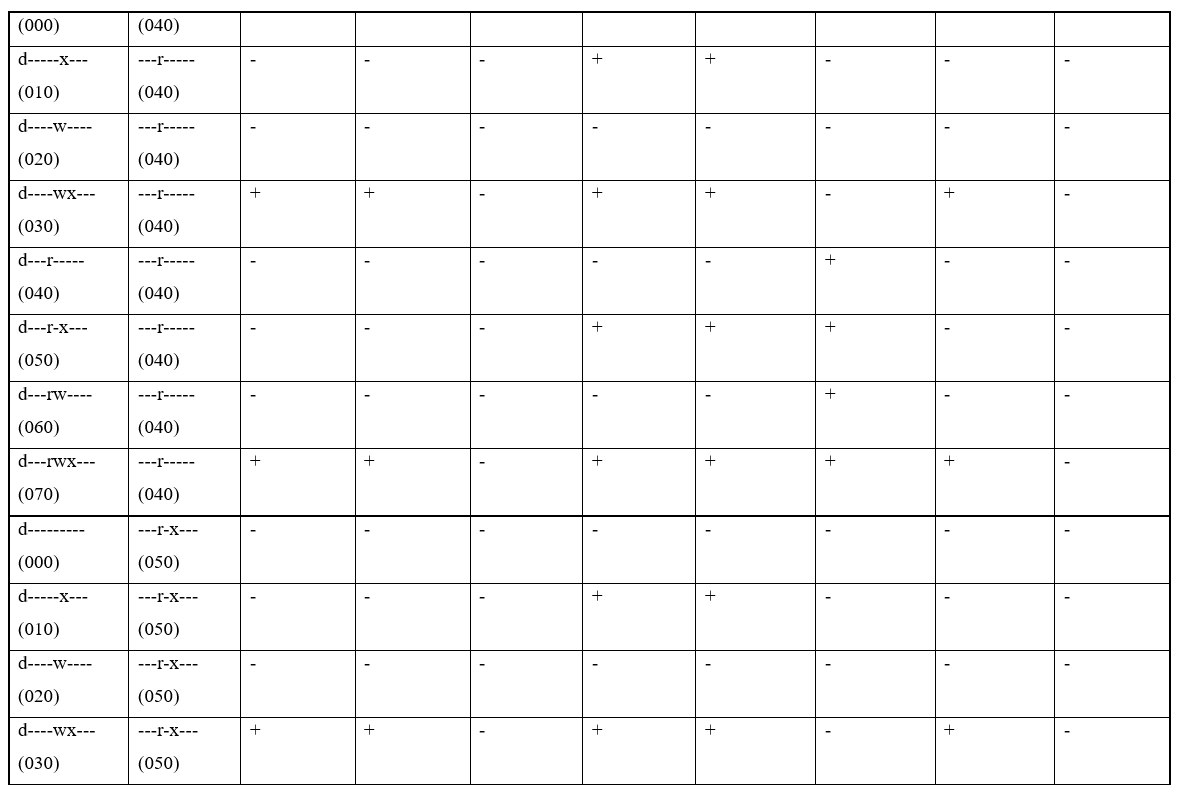 (000) (040)
d-----x--- ---r----- - - - + + - - -
(010) (040)
d----w---- ---r----- - - - - - - - -
(020) (040)
d----wx--- ---r----- + + - + + - + -
(030) (040)
d---r----- ---r----- - - - - - + - -
(040) (040)
d---r-x--- ---r----- - - - + + + - -
(050) (040)
d---rw---- ---r----- - - - - - + - -
(060) (040)
d---rwx--- ---r----- + + - + + + + -
(070) (040)
d--------- ---r-x--- - - - - - - - -
(000) (050)
d-----x--- ---r-x--- - - - + + - - -
(010) (050)
d----w---- ---r-x--- - - - - - - - -
(020) (050)
d----wx--- ---r-x--- + + - + + - + -
(030) (050)